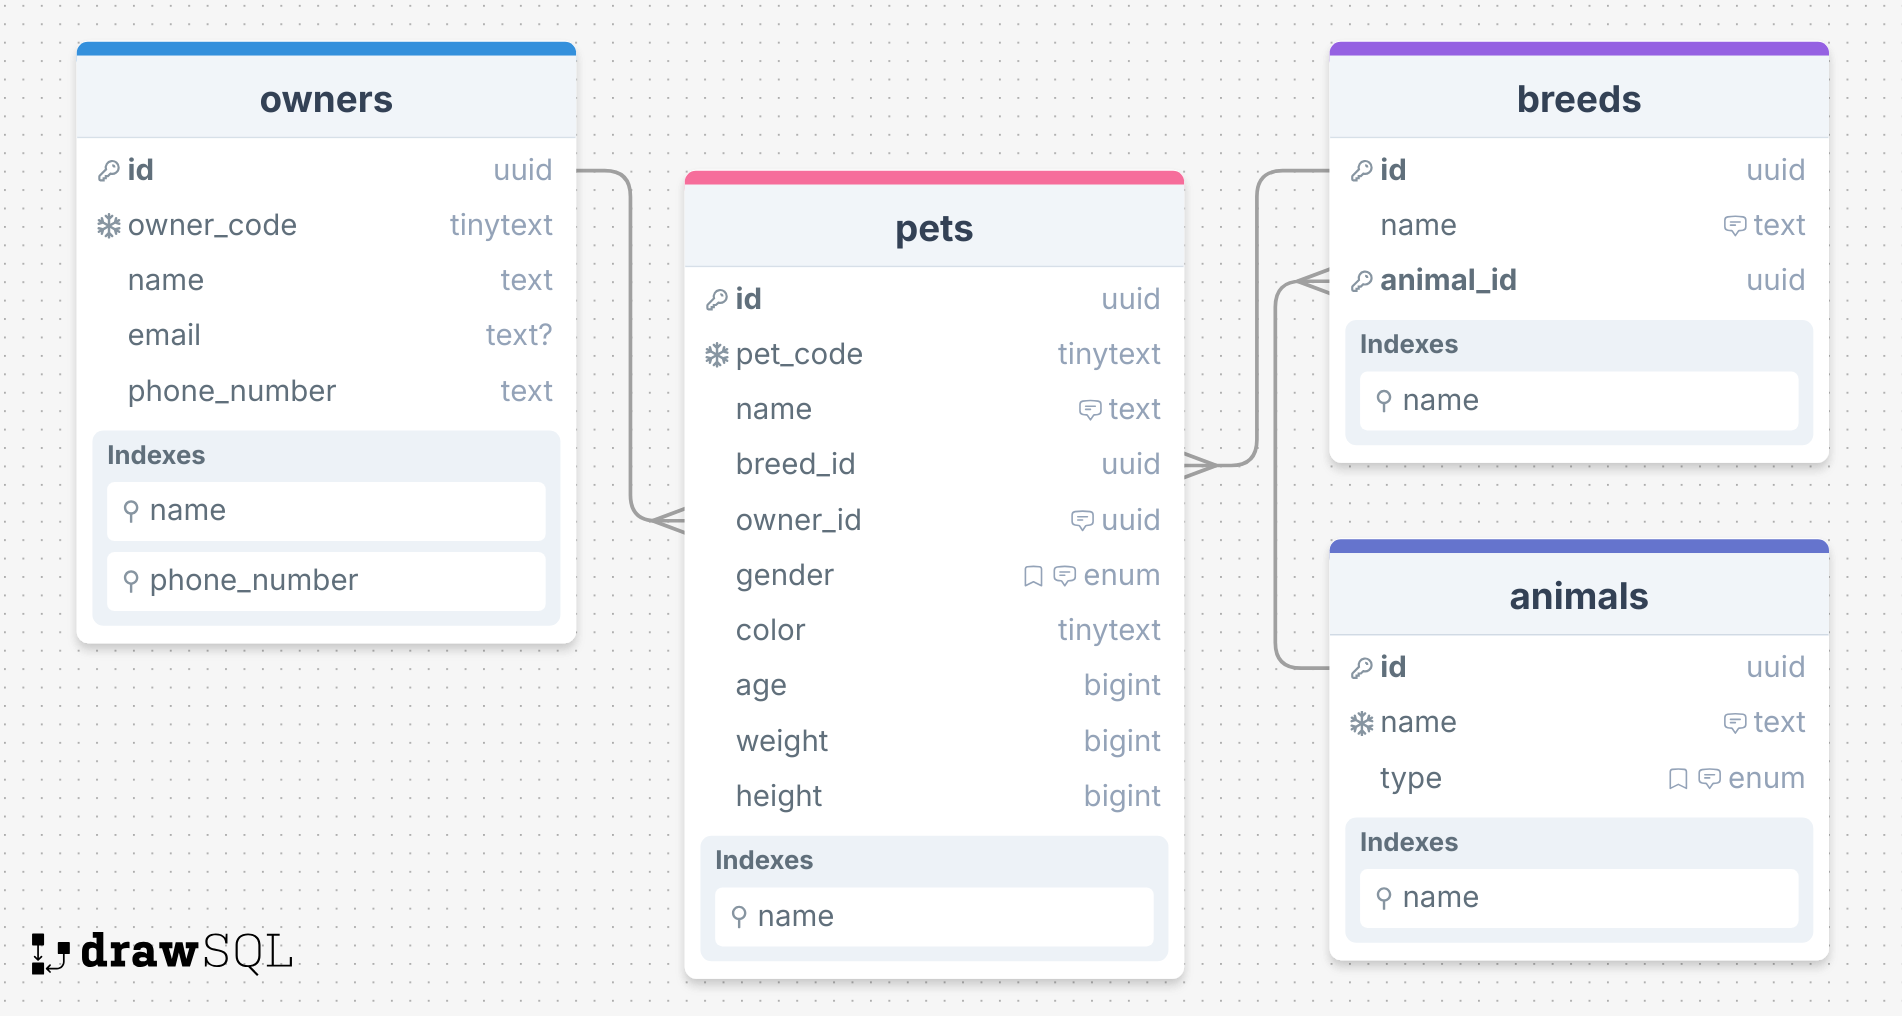 owners
id uuid
owner_code tinytext
name text
email text?
phone_number text
Indexes
name
phone_number
pets
id uuid
pet_code tinytext
name text
breed_id uuid
owner_id uuid
gender enum
color tinytext
age bigint
weight bigint
height bigint
Indexes
name
breeds
id uuid
name text
animal_id uuid
Indexes
name
animals
id uuid
name text
type enum
Indexes
name
drawSQL